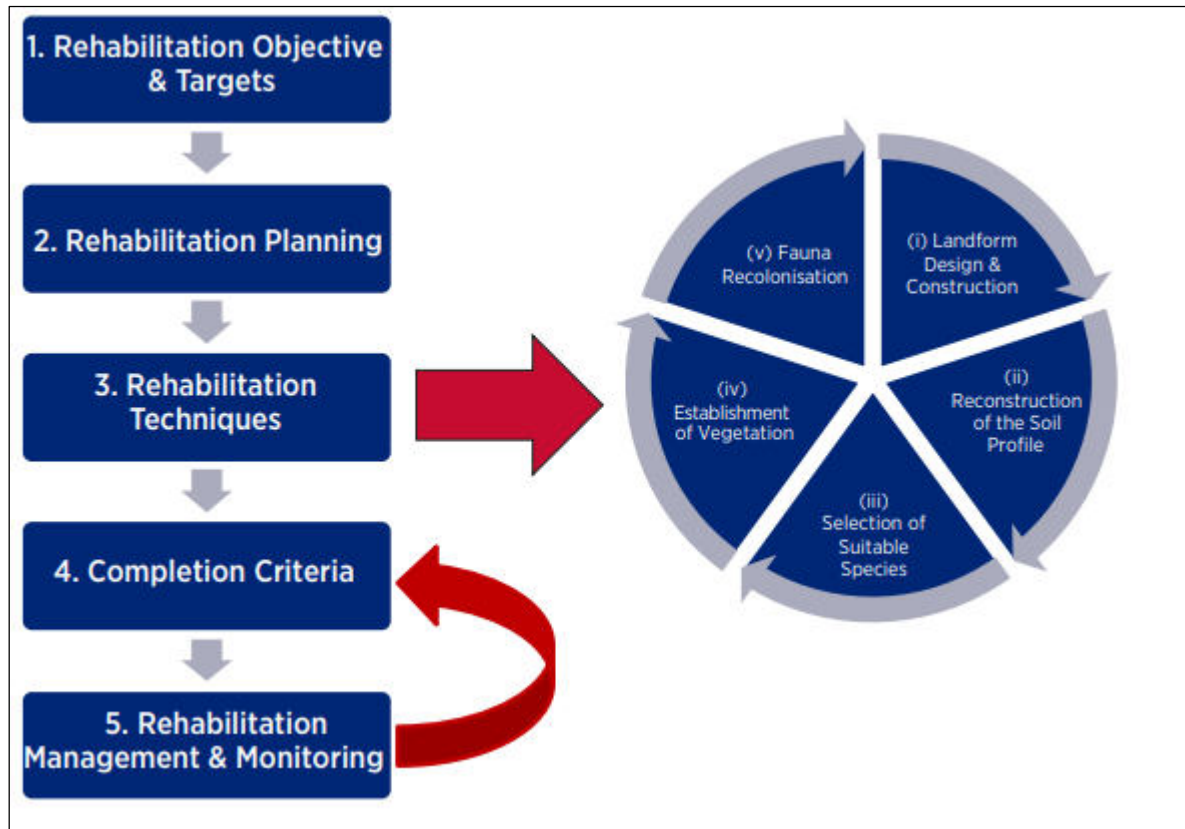 1. Rehabilitation Objective
& Targets
2. Rehabilitation Planning
3. Rehabilitation
Techniques
4. Completion Criteria
5. Rehabilitation
Management & Monitoring
(i) Landform
Design &
Construction
(ii)
Reconstruction
of the Soil
Profile
(iii)
Selection of
Suitable
Species
(iv)
Establishment
of Vegetation
(v) Fauna
Recolonisation